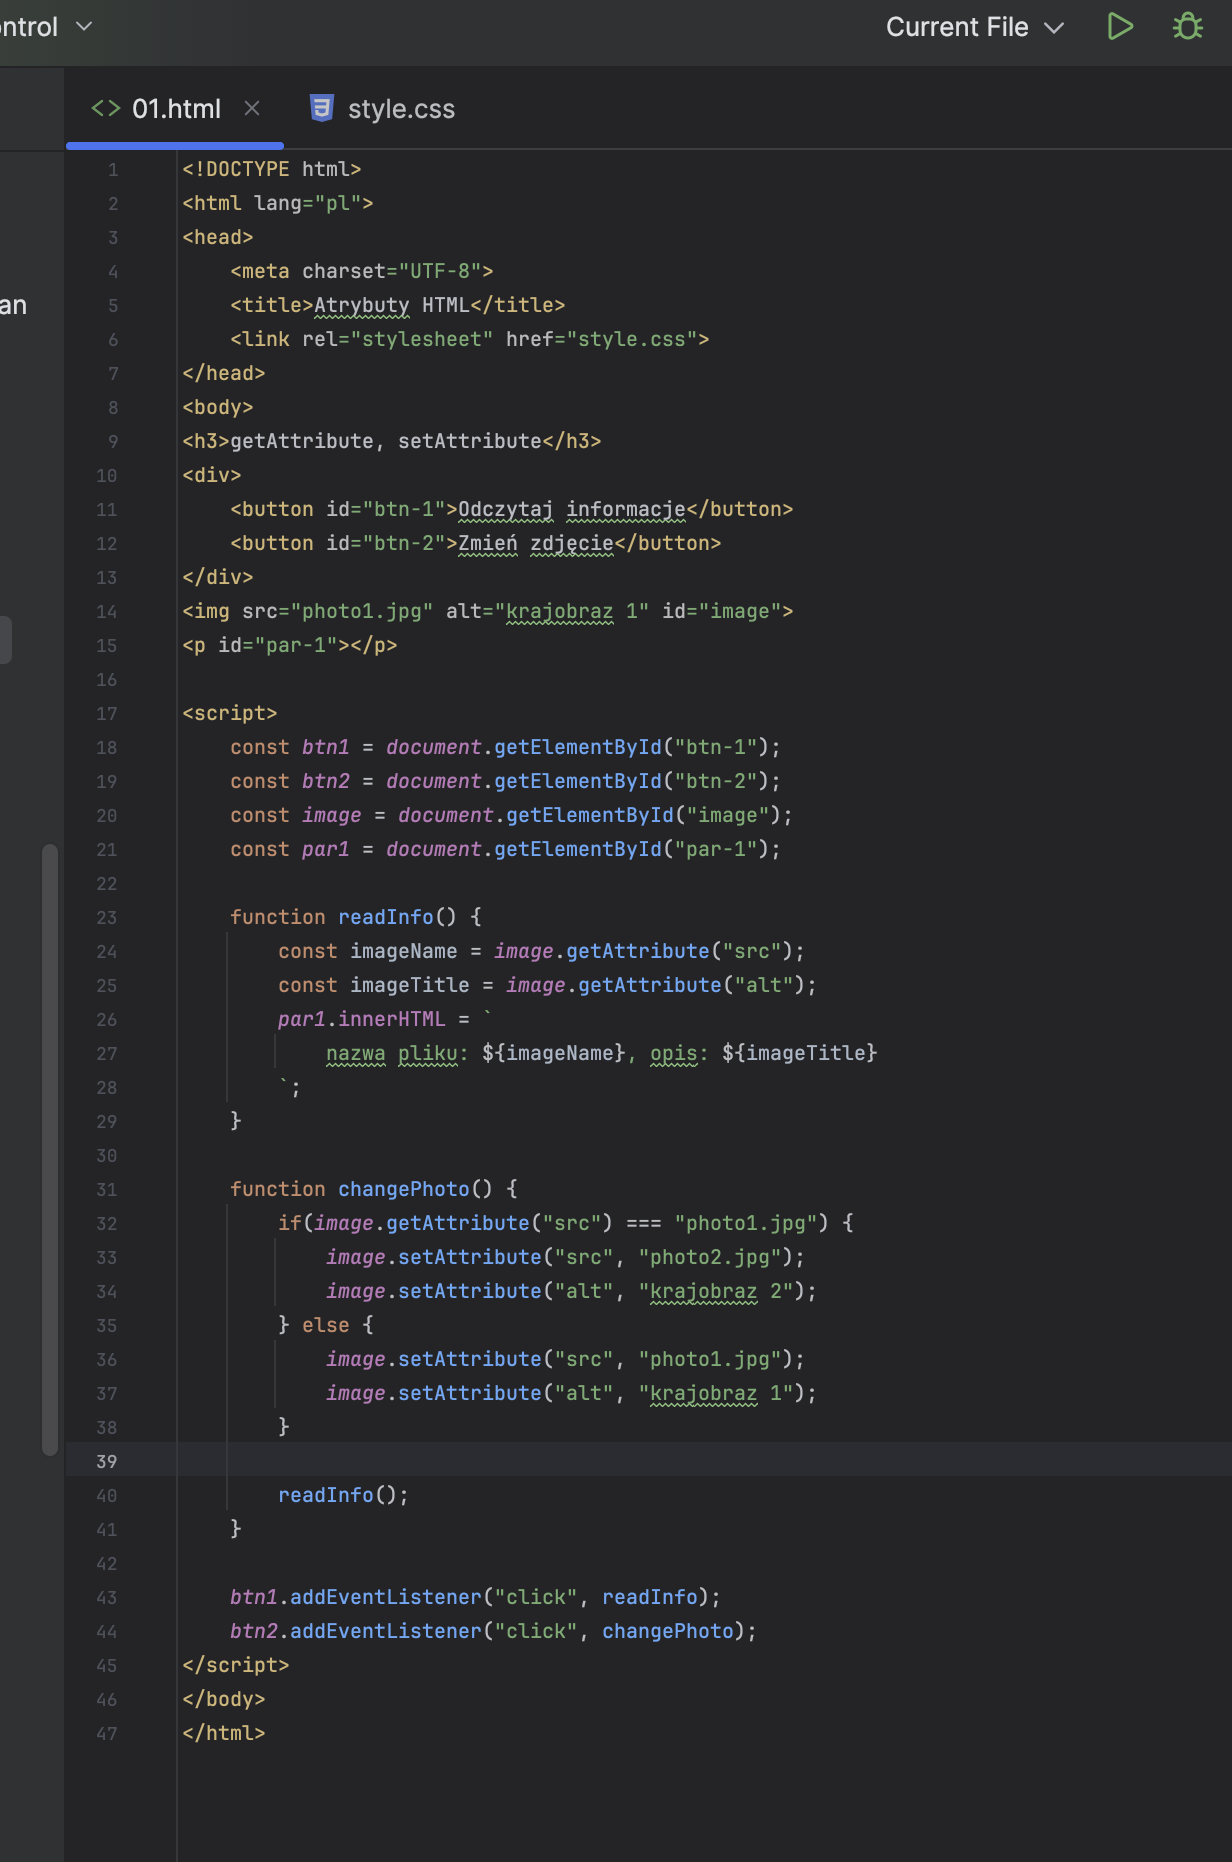 ntrol
Current File
01.html
style.css
an
1 <!DOCTYPE html>
2 <html lang="pl">
3 <head>
4     <meta charset="UTF-8">
5     <title>Atrybuty HTML</title>
6     <link rel="stylesheet" href="style.css">
7 </head>
8 <body>
9 <h3>getAttribute, setAttribute</h3>
10 <div>
11     <button id="btn-1">Odczytaj informacje</button>
12     <button id="btn-2">Zmień zdjęcie</button>
13 </div>
14 <img src="photo1.jpg" alt="krajobraz 1" id="image">
15 <p id="par-1"></p>
16
17 <script>
18     const btn1 = document.getElementById("btn-1");
19     const btn2 = document.getElementById("btn-2");
20     const image = document.getElementById("image");
21     const par1 = document.getElementById("par-1");
22
23     function readInfo() {
24         const imageName = image.getAttribute("src");
25         const imageTitle = image.getAttribute("alt");
26         par1.innerHTML = `
27             nazwa pliku: ${imageName}, opis: ${imageTitle}
28         `;
29     }
30
31     function changePhoto() {
32         if(image.getAttribute("src") === "photo1.jpg") {
33             image.setAttribute("src", "photo2.jpg");
34             image.setAttribute("alt", "krajobraz 2");
35         } else {
36             image.setAttribute("src", "photo1.jpg");
37             image.setAttribute("alt", "krajobraz 1");
38         }
39
40         readInfo();
41     }
42
43     btn1.addEventListener("click", readInfo);
44     btn2.addEventListener("click", changePhoto);
45 </script>
46 </body>
47 </html>